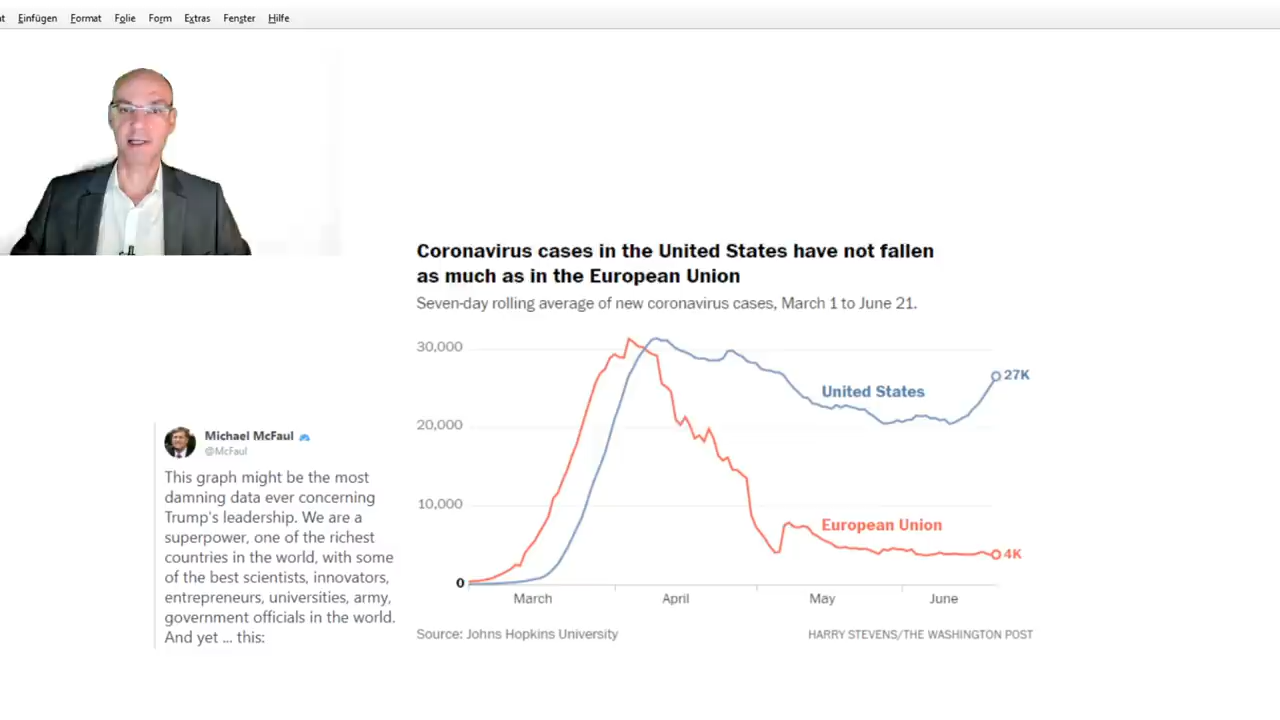 Einfügen Format Folie Form Extras Fenster Hilfe
Coronavirus cases in the United States have not fallen
as much as in the European Union
Seven-day rolling average of new coronavirus cases, March 1 to June 21.
30,000
20,000
10,000
0
United States
27K
European Union
4K
March April May June
Source: Johns Hopkins University
HARRY STEVENS/THE WASHINGTON POST
Michael McFaul
@McFaul
This graph might be the most
damning data ever concerning
Trump's leadership. We are a
superpower, one of the richest
countries in the world, with some
of the best scientists, innovators,
entrepreneurs, universities, army,
government officials in the world.
And yet ... this: